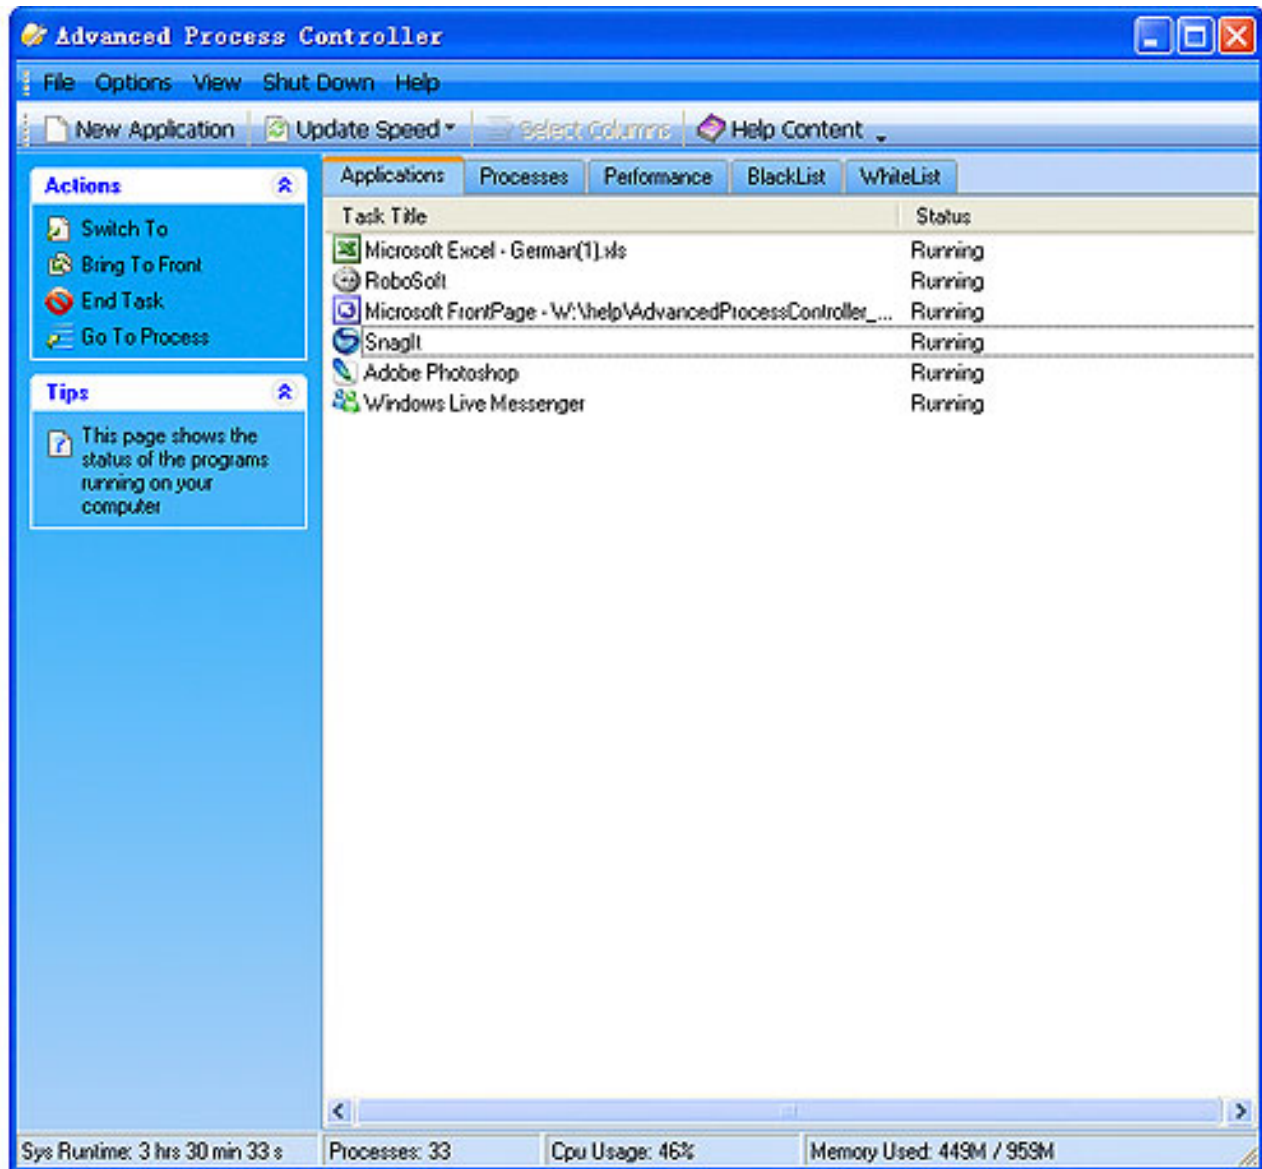 Advanced Process Controller
File Options View Shut Down Help
New Application Update Speed Select Columns Help Content
Actions
Switch To
Bring To Front
End Task
Go To Process
Tips
This page shows the
status of the programs
running on your
computer
Applications Processes Performance BlackList WhiteList
Task Title Status
Microsoft Excel - German(1).xls Running
RoboSoft Running
Microsoft FrontPage - W:\help\AdvancedProcessController_... Running
SnagIt Running
Adobe Photoshop Running
Windows Live Messenger Running
Sys Runtime: 3 hrs 30 min 33 s Processes: 33 Cpu Usage: 46% Memory Used: 449M / 959M